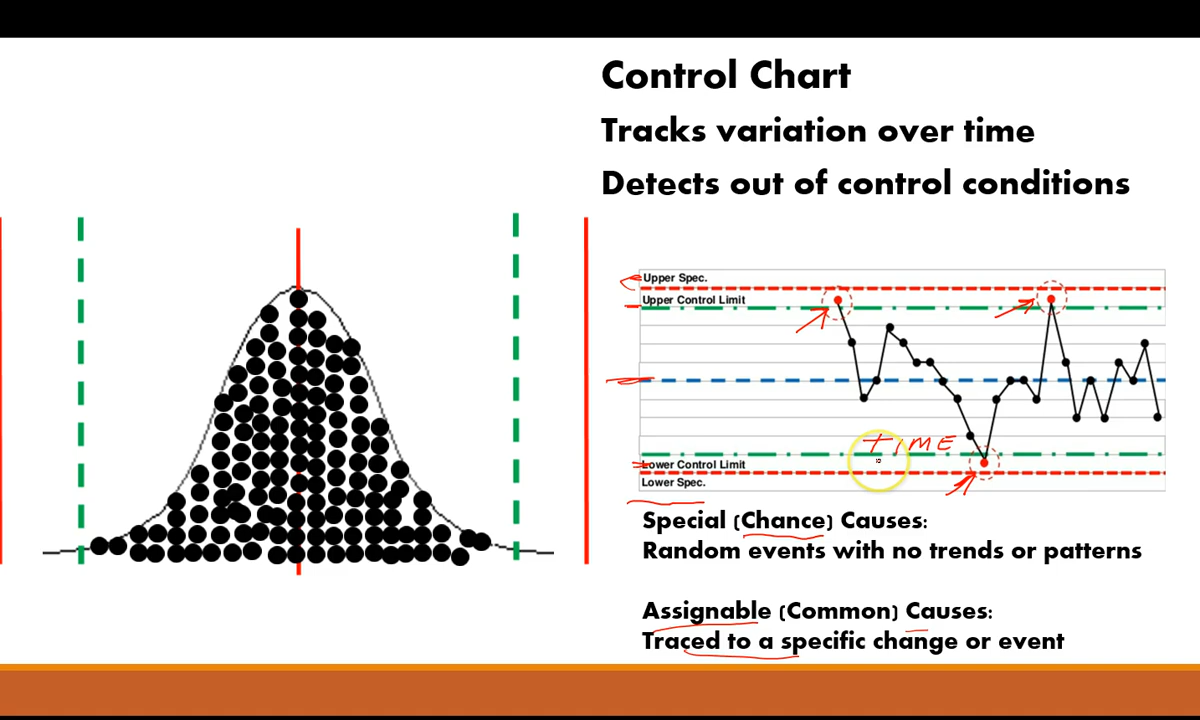 Control Chart
Tracks variation over time
Detects out of control conditions
Upper Spec.
Upper Control Limit
TIME
Lower Control Limit
Lower Spec.
Special (Chance) Causes:
Random events with no trends or patterns
Assignable (Common) Causes:
Traced to a specific change or event